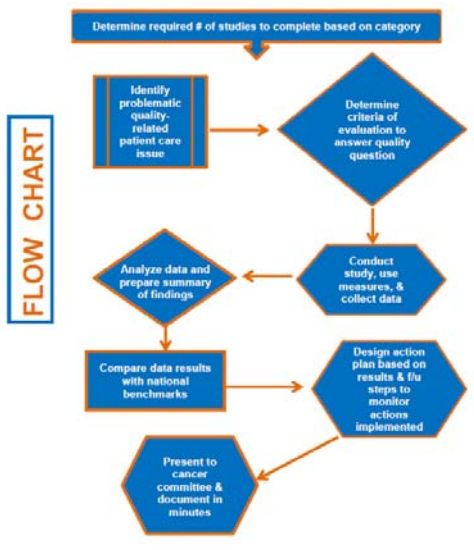 Determine required # of studies to complete based on category
Identify
problematic
quality-
related
patient care
issue
Determine
criteria of
evaluation to
answer quality
question
FLOW CHART
Conduct
study, use
measures, &
collect data
Analyze data and
prepare summary
of findings
Compare data results
with national
benchmarks
Design action
plan based on
results & f/u
steps to
monitor
actions
implemented
Present to
cancer
committee &
document in
minutes